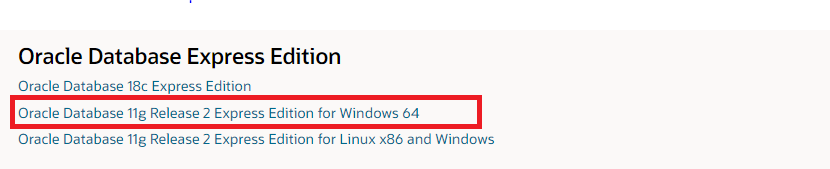 Oracle Database Express Edition
Oracle Database 18c Express Edition
Oracle Database 11g Release 2 Express Edition for Windows 64
Oracle Database 11g Release 2 Express Edition for Linux x86 and Windows